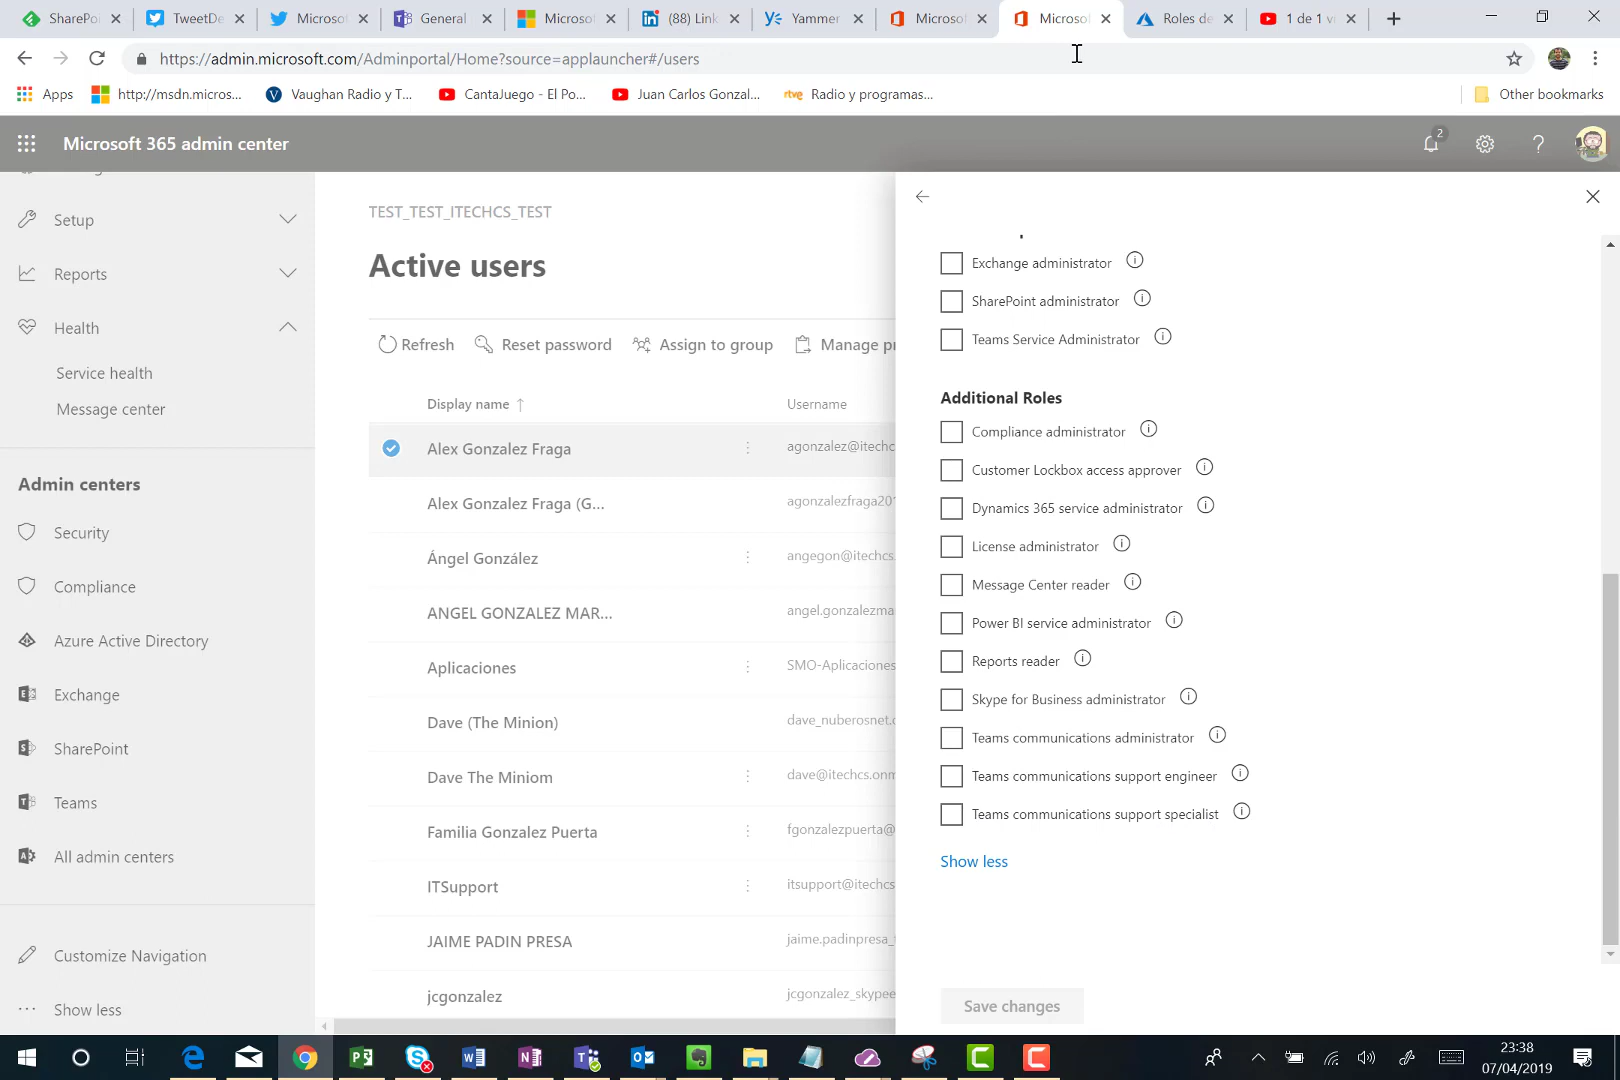 SharePoi
TweetDe
Microsof
General
Microso
(88) Link
Yammer
Microsof
Microsof
Roles de
1 de 1 v
https://admin.microsoft.com/Adminportal/Home?source=applauncher#/users
Apps
http://msdn.micros...
Vaughan Radio y T...
CantaJuego - El Po...
Juan Carlos Gonzal...
rtve Radio y programas...
Other bookmarks
Microsoft 365 admin center
2
Setup
Reports
Health
Service health
Message center
Admin centers
Security
Compliance
Azure Active Directory
Exchange
SharePoint
Teams
All admin centers
Customize Navigation
Show less
TEST_TEST_ITECHCS_TEST
Active users
Refresh
Reset password
Assign to group
Manage pr
Display name ↑
Username
Alex Gonzalez Fraga
agonzalez@itechc
Alex Gonzalez Fraga (G...
agonzalezfraga201
Ángel González
angegon@itechcs.
ANGEL GONZALEZ MAR...
angel.gonzalezma
Aplicaciones
SMO-Aplicaciones
Dave (The Minion)
dave_nuberosnet.c
Dave The Miniom
dave@itechcs.onm
Familia Gonzalez Puerta
fgonzalezpuerta@
ITSupport
itsupport@itechcs
JAIME PADIN PRESA
jaime.padinpresa_
jcgonzalez
jcgonzalez_skypee
Exchange administrator
SharePoint administrator
Teams Service Administrator
Additional Roles
Compliance administrator
Customer Lockbox access approver
Dynamics 365 service administrator
License administrator
Message Center reader
Power BI service administrator
Reports reader
Skype for Business administrator
Teams communications administrator
Teams communications support engineer
Teams communications support specialist
Show less
Save changes
23:38
07/04/2019